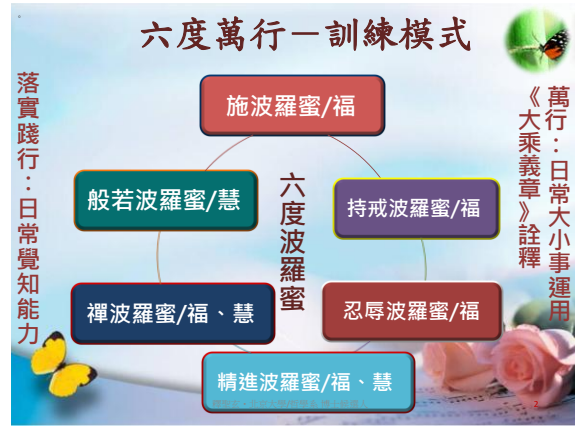 六度萬行－訓練模式
落實踐行：日常覺知能力
施波羅蜜/福
般若波羅蜜/慧
六度波羅蜜
持戒波羅蜜/福
禪波羅蜜/福、慧
忍辱波羅蜜/福
精進波羅蜜/福、慧
萬行：日常大小事運用
《大乘義章》詮釋
2